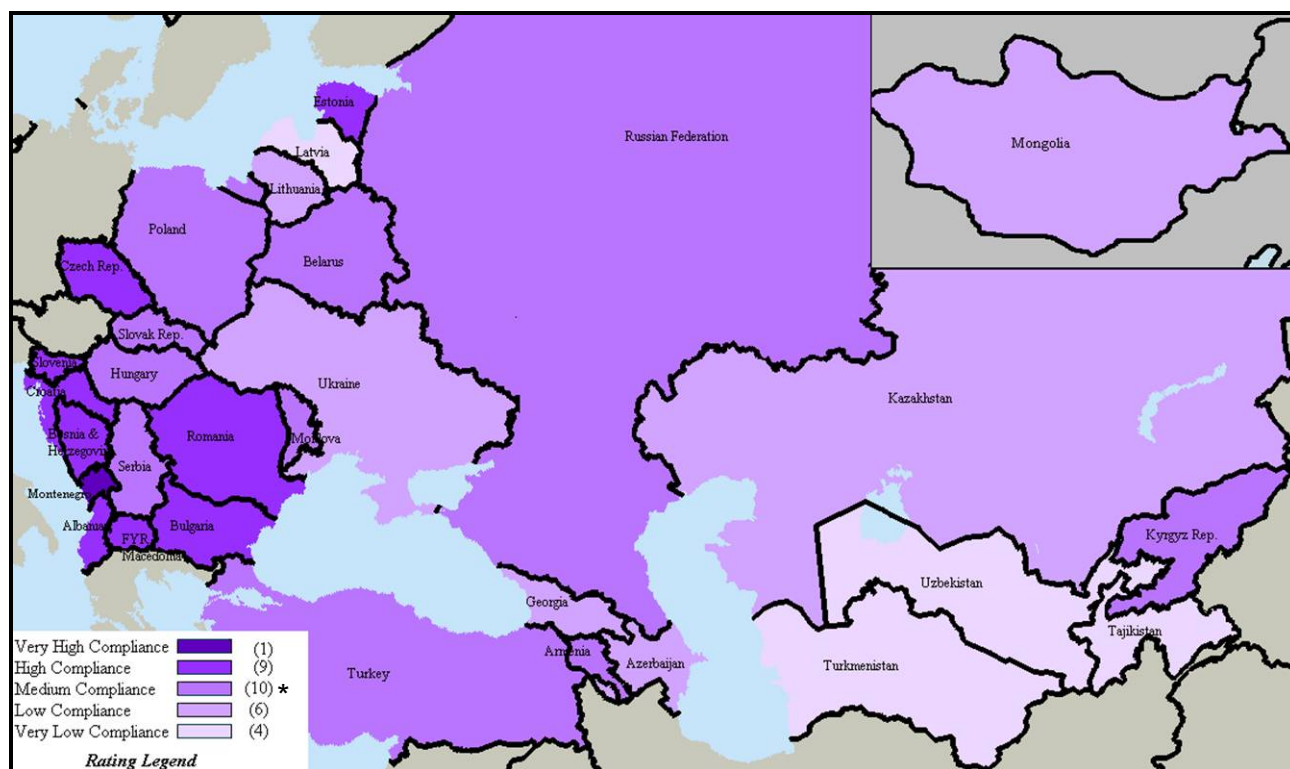 Estonia
Russian Federation
Mongolia
Latvia
Lithuania
Poland
Belarus
Czech Rep.
Slovak Rep.
Slovenia
Hungary
Ukraine
Kazakhstan
Croatia
Bosnia &
Herzegovina
Romania
Moldova
Serbia
Montenegro
Albania
FYR
Macedonia
Bulgaria
Kyrgyz Rep.
Uzbekistan
Georgia
Tajikistan
Armenia
Azerbaijan
Turkmenistan
Turkey
Very High Compliance (1)
High Compliance (9)
Medium Compliance (10) *
Low Compliance (6)
Very Low Compliance (4)
Rating Legend